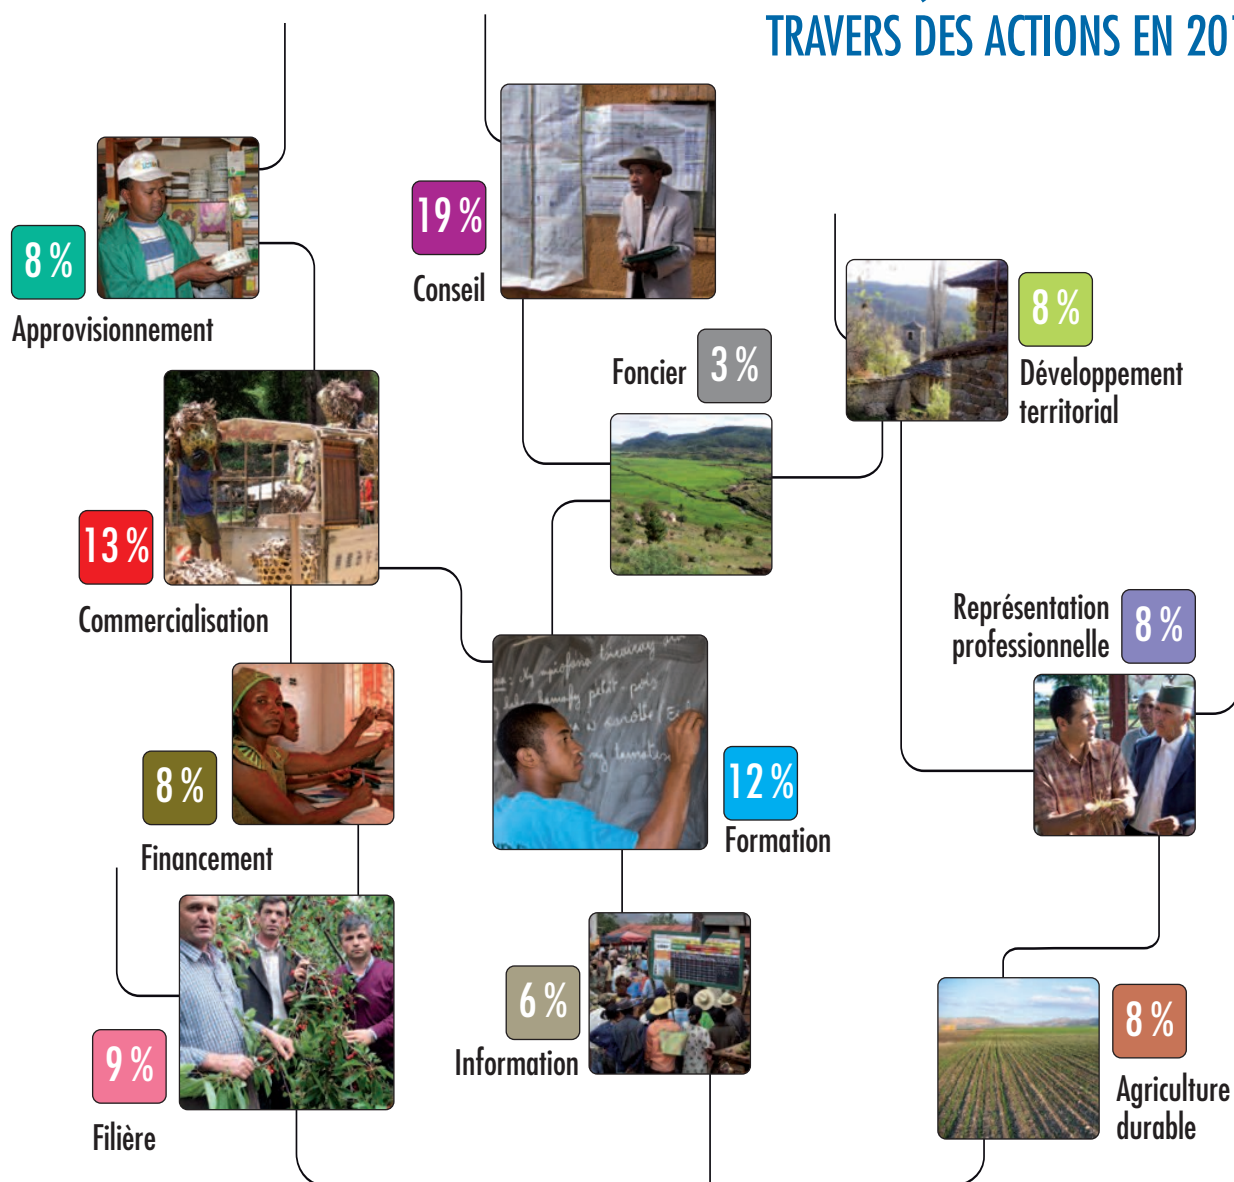 TRAVERS DES ACTIONS EN 20
19 %
Conseil
8 %
Approvisionnement
8 %
Développement
territorial
Foncier
3 %
13 %
Commercialisation
Représentation
professionnelle
8 %
8 %
Financement
12 %
Formation
6 %
Information
9 %
Filière
8 %
Agriculture
durable